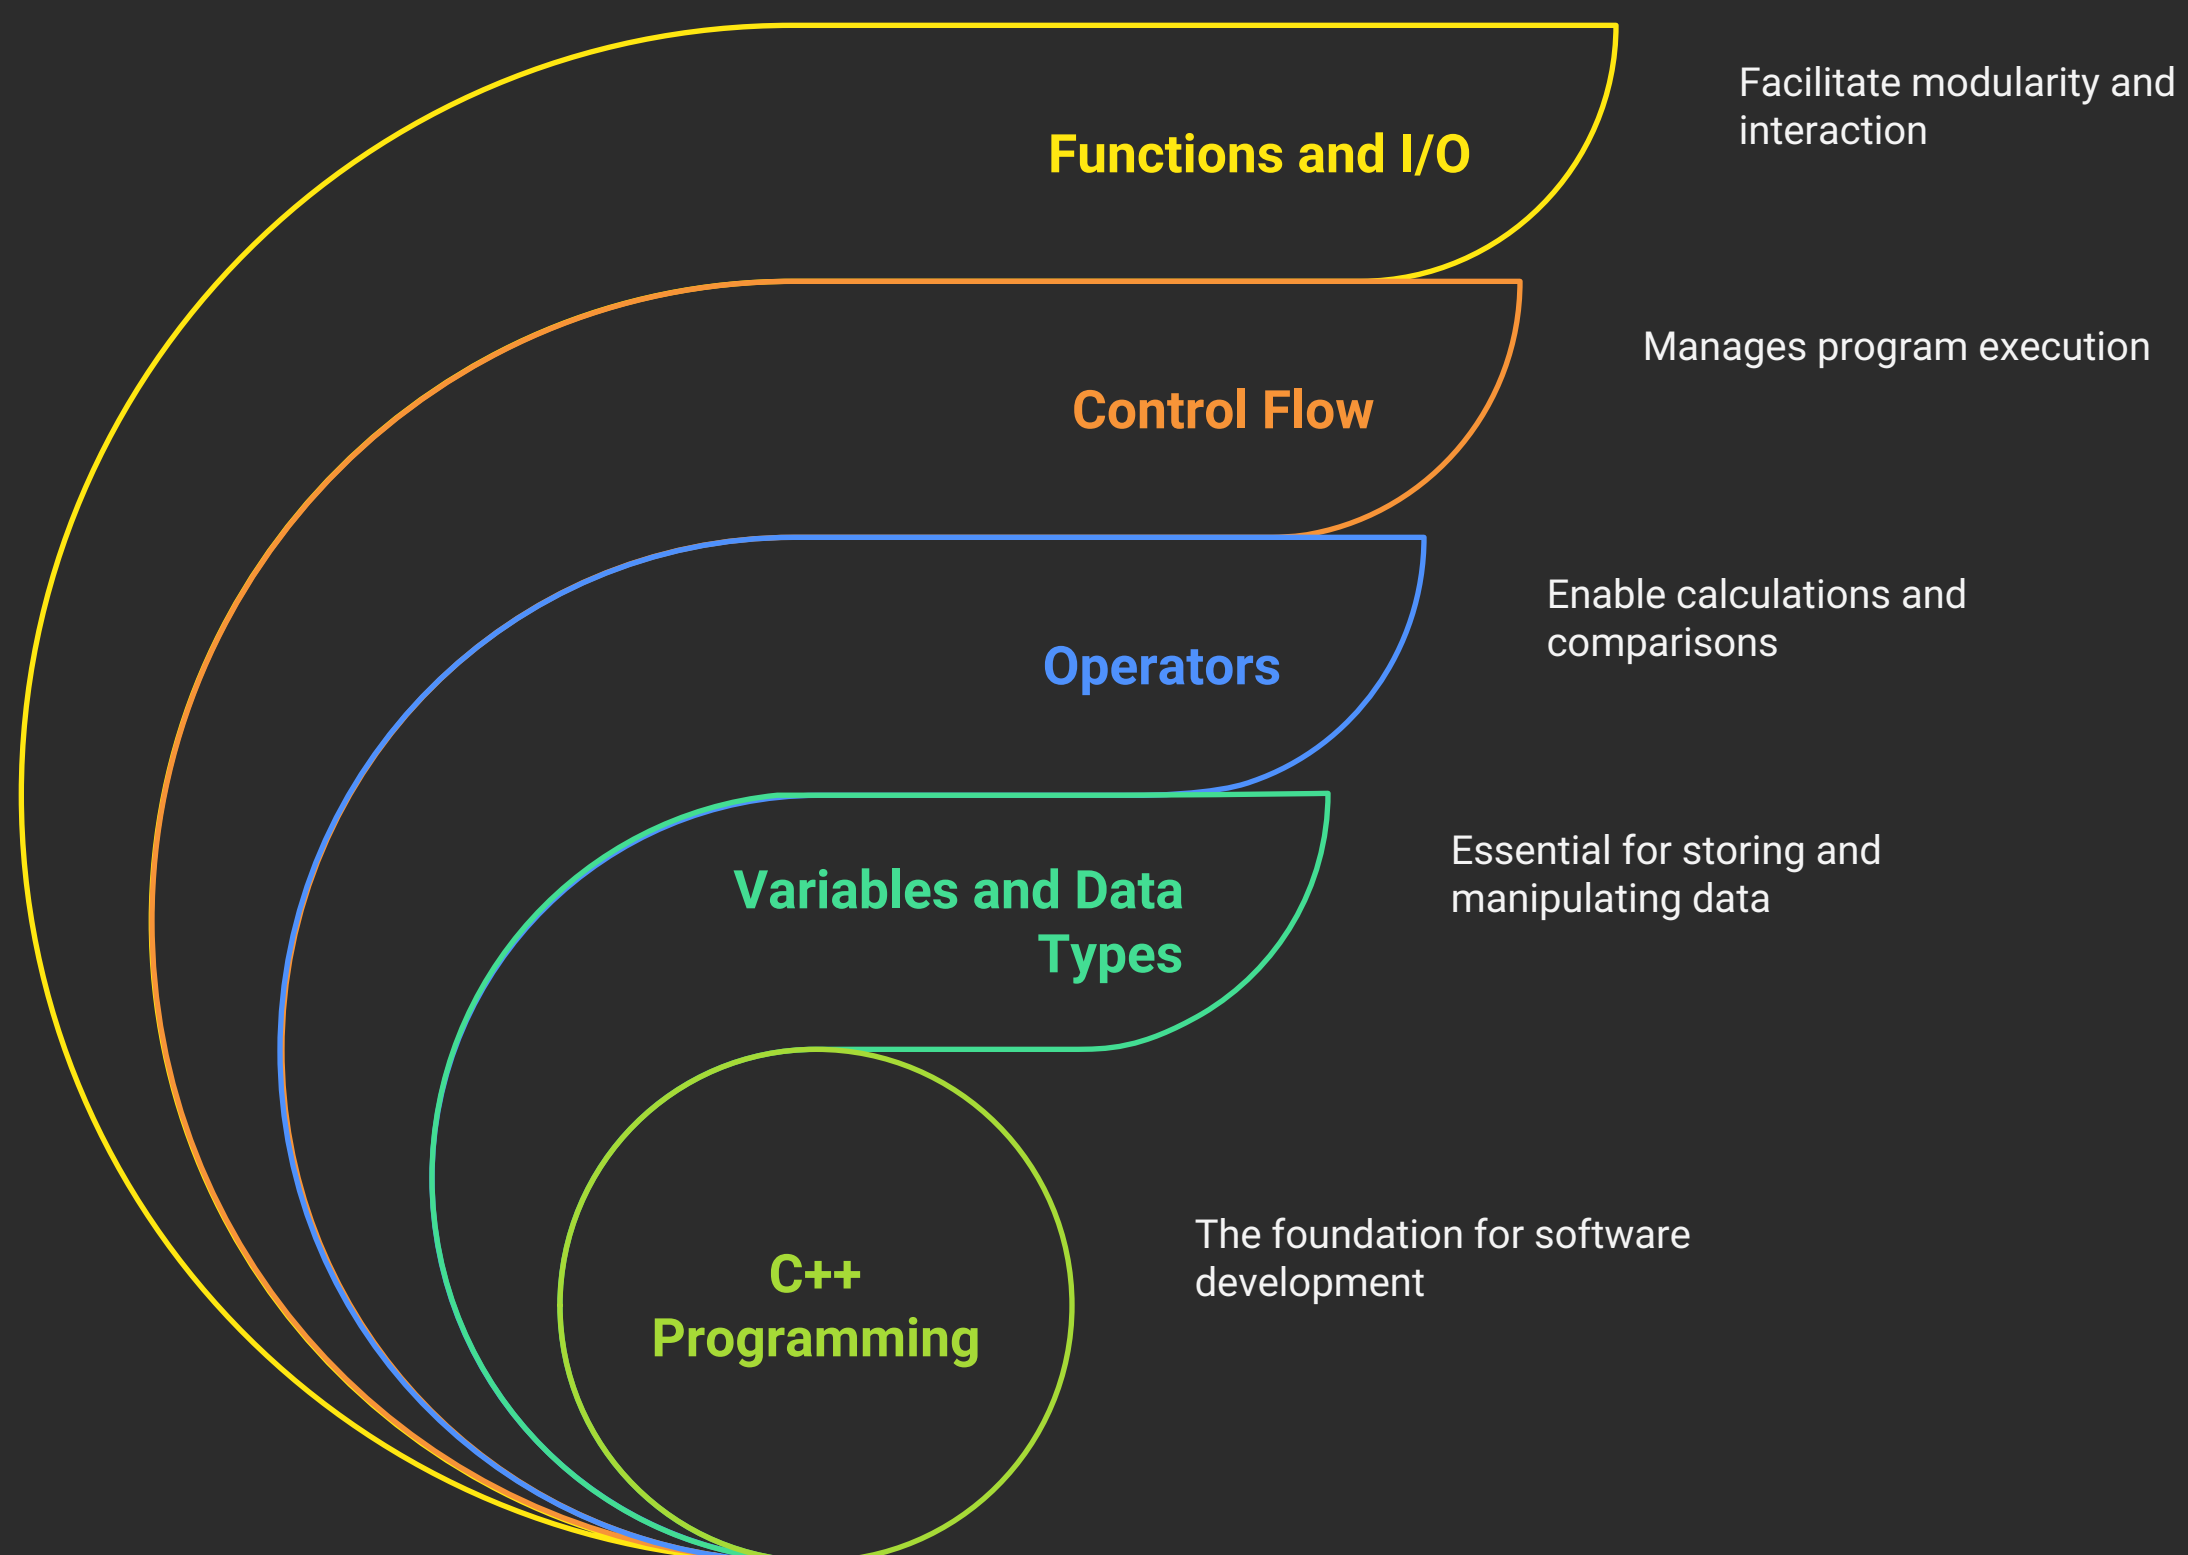 Functions and I/O
Facilitate modularity and
interaction
Control Flow
Manages program execution
Operators
Enable calculations and
comparisons
Variables and Data
Types
Essential for storing and
manipulating data
C++
Programming
The foundation for software
development